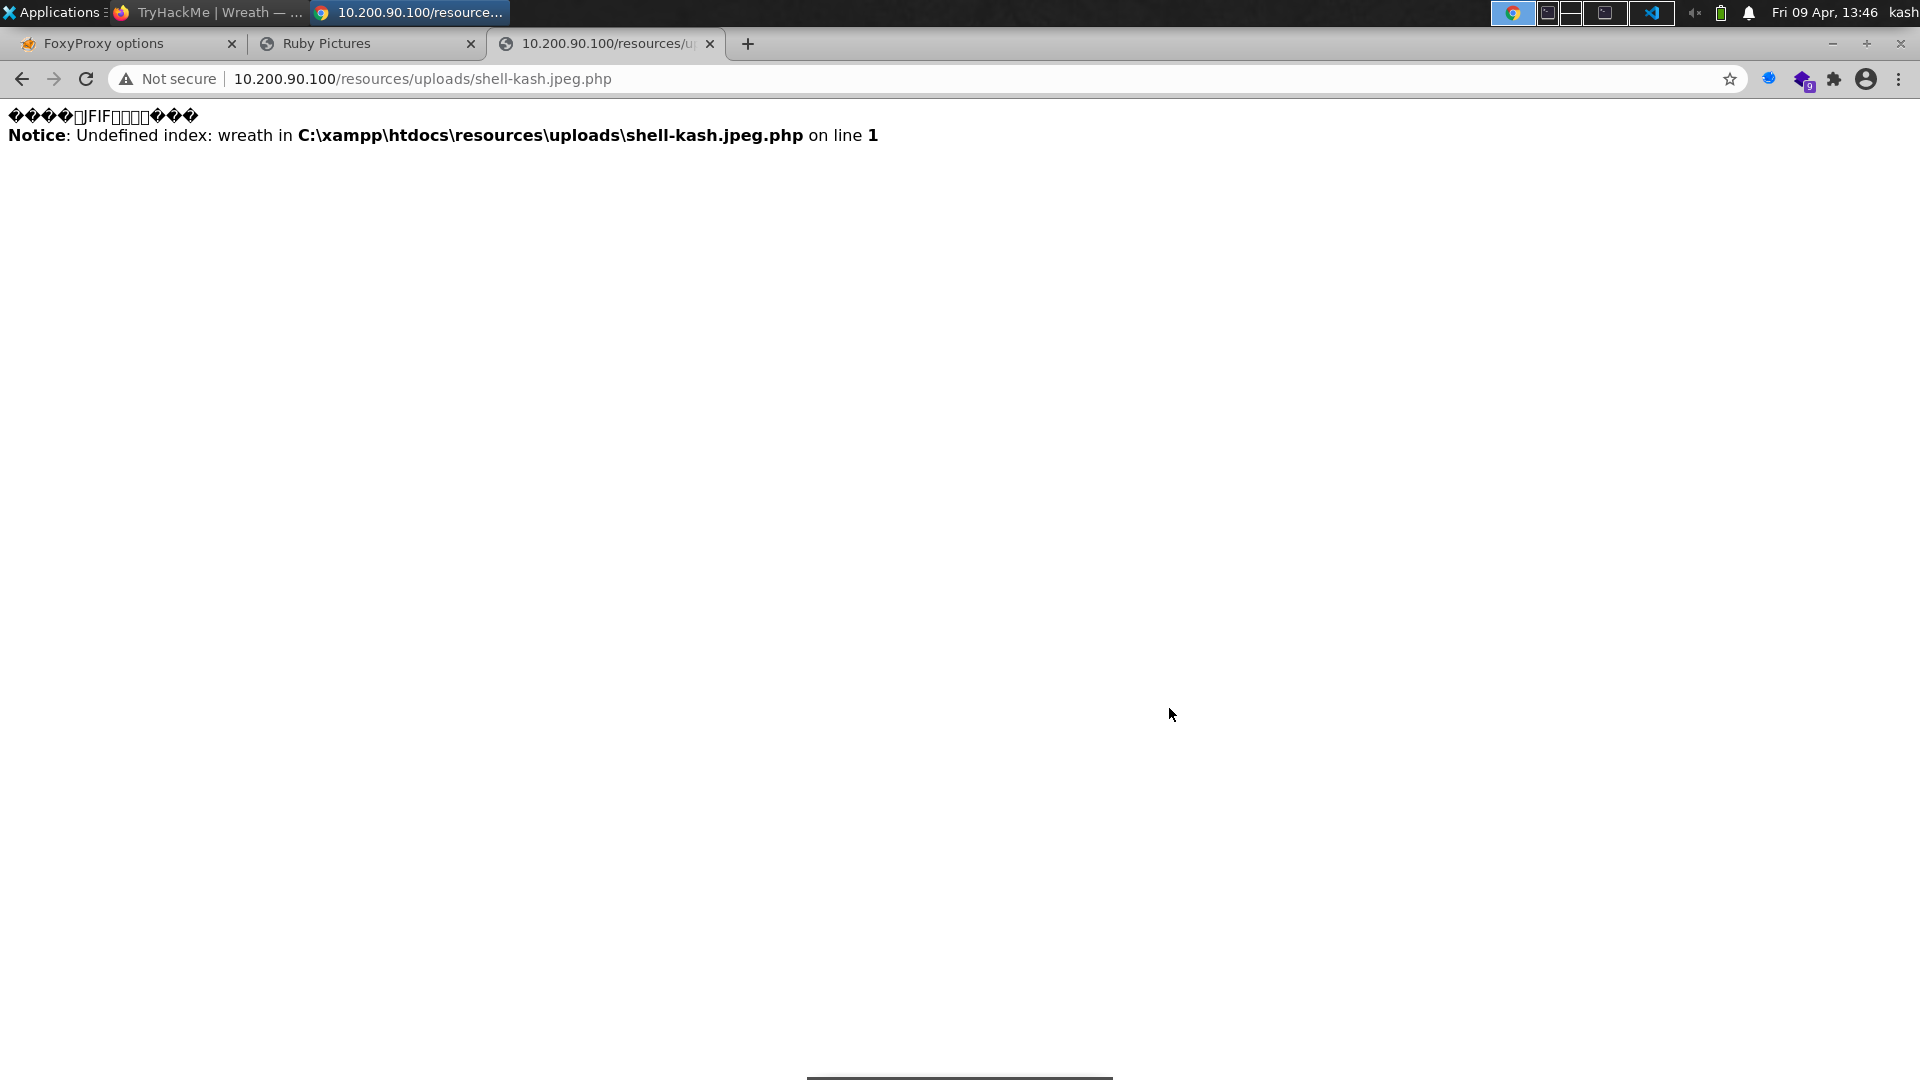 Applications
TryHackMe | Wreath — ...
10.200.90.100/resource...
Fri 09 Apr, 13:46
kash
FoxyProxy options
Ruby Pictures
10.200.90.100/resources/u
9
Not secure
10.200.90.100/resources/uploads/shell-kash.jpeg.php
����▯JFIF▯▯▯▯���
Notice: Undefined index: wreath in C:\xampp\htdocs\resources\uploads\shell-kash.jpeg.php on line 1